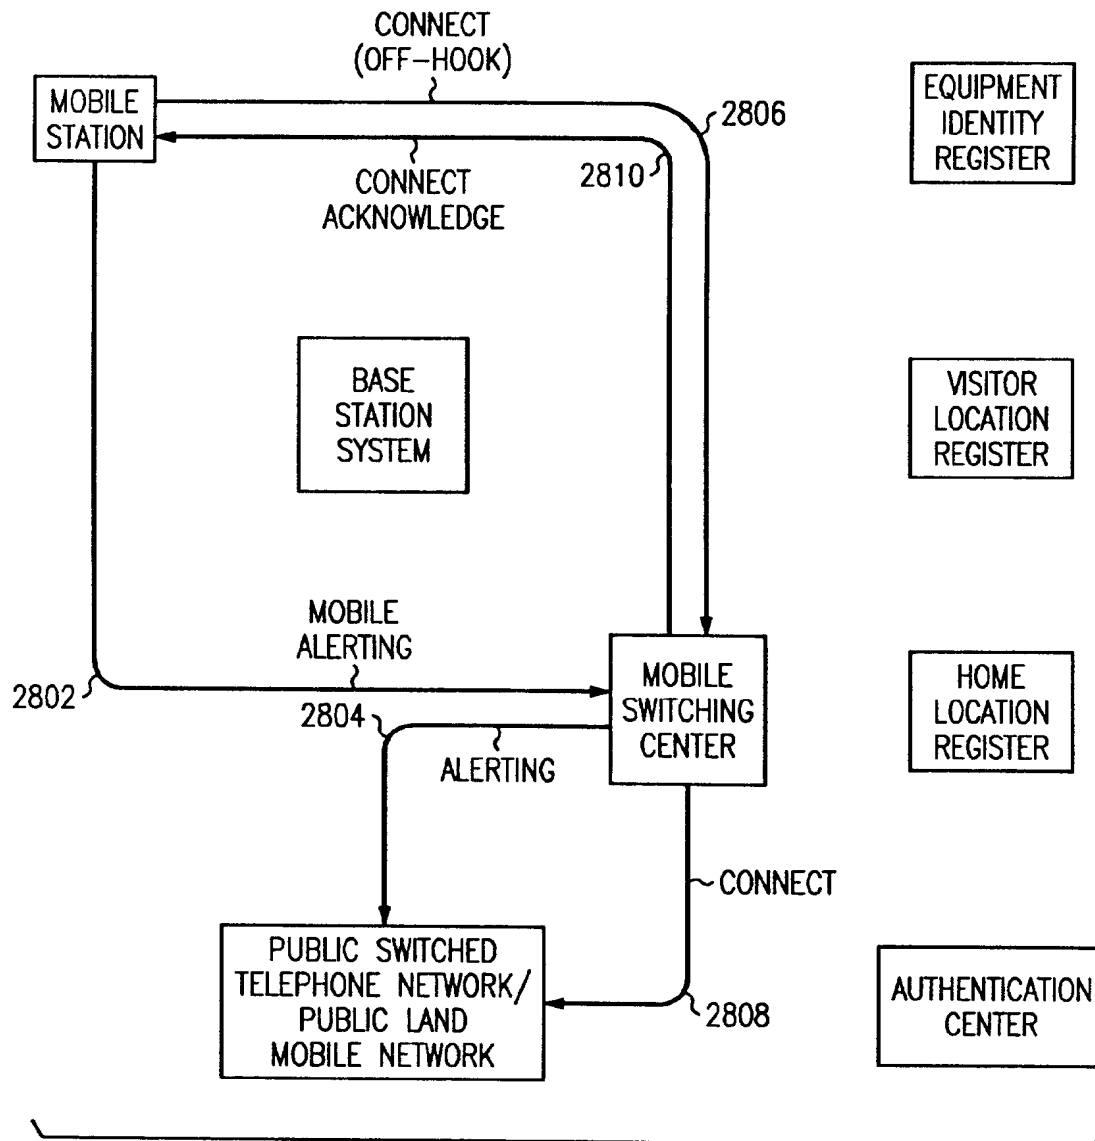 CONNECT
(OFF-HOOK)
MOBILE
STATION
2806
EQUIPMENT
IDENTITY
REGISTER
2810
CONNECT
ACKNOWLEDGE
BASE
STATION
SYSTEM
VISITOR
LOCATION
REGISTER
MOBILE
ALERTING
2802
2804
MOBILE
SWITCHING
CENTER
HOME
LOCATION
REGISTER
ALERTING
CONNECT
PUBLIC SWITCHED
TELEPHONE NETWORK/
PUBLIC LAND
MOBILE NETWORK
2808
AUTHENTICATION
CENTER